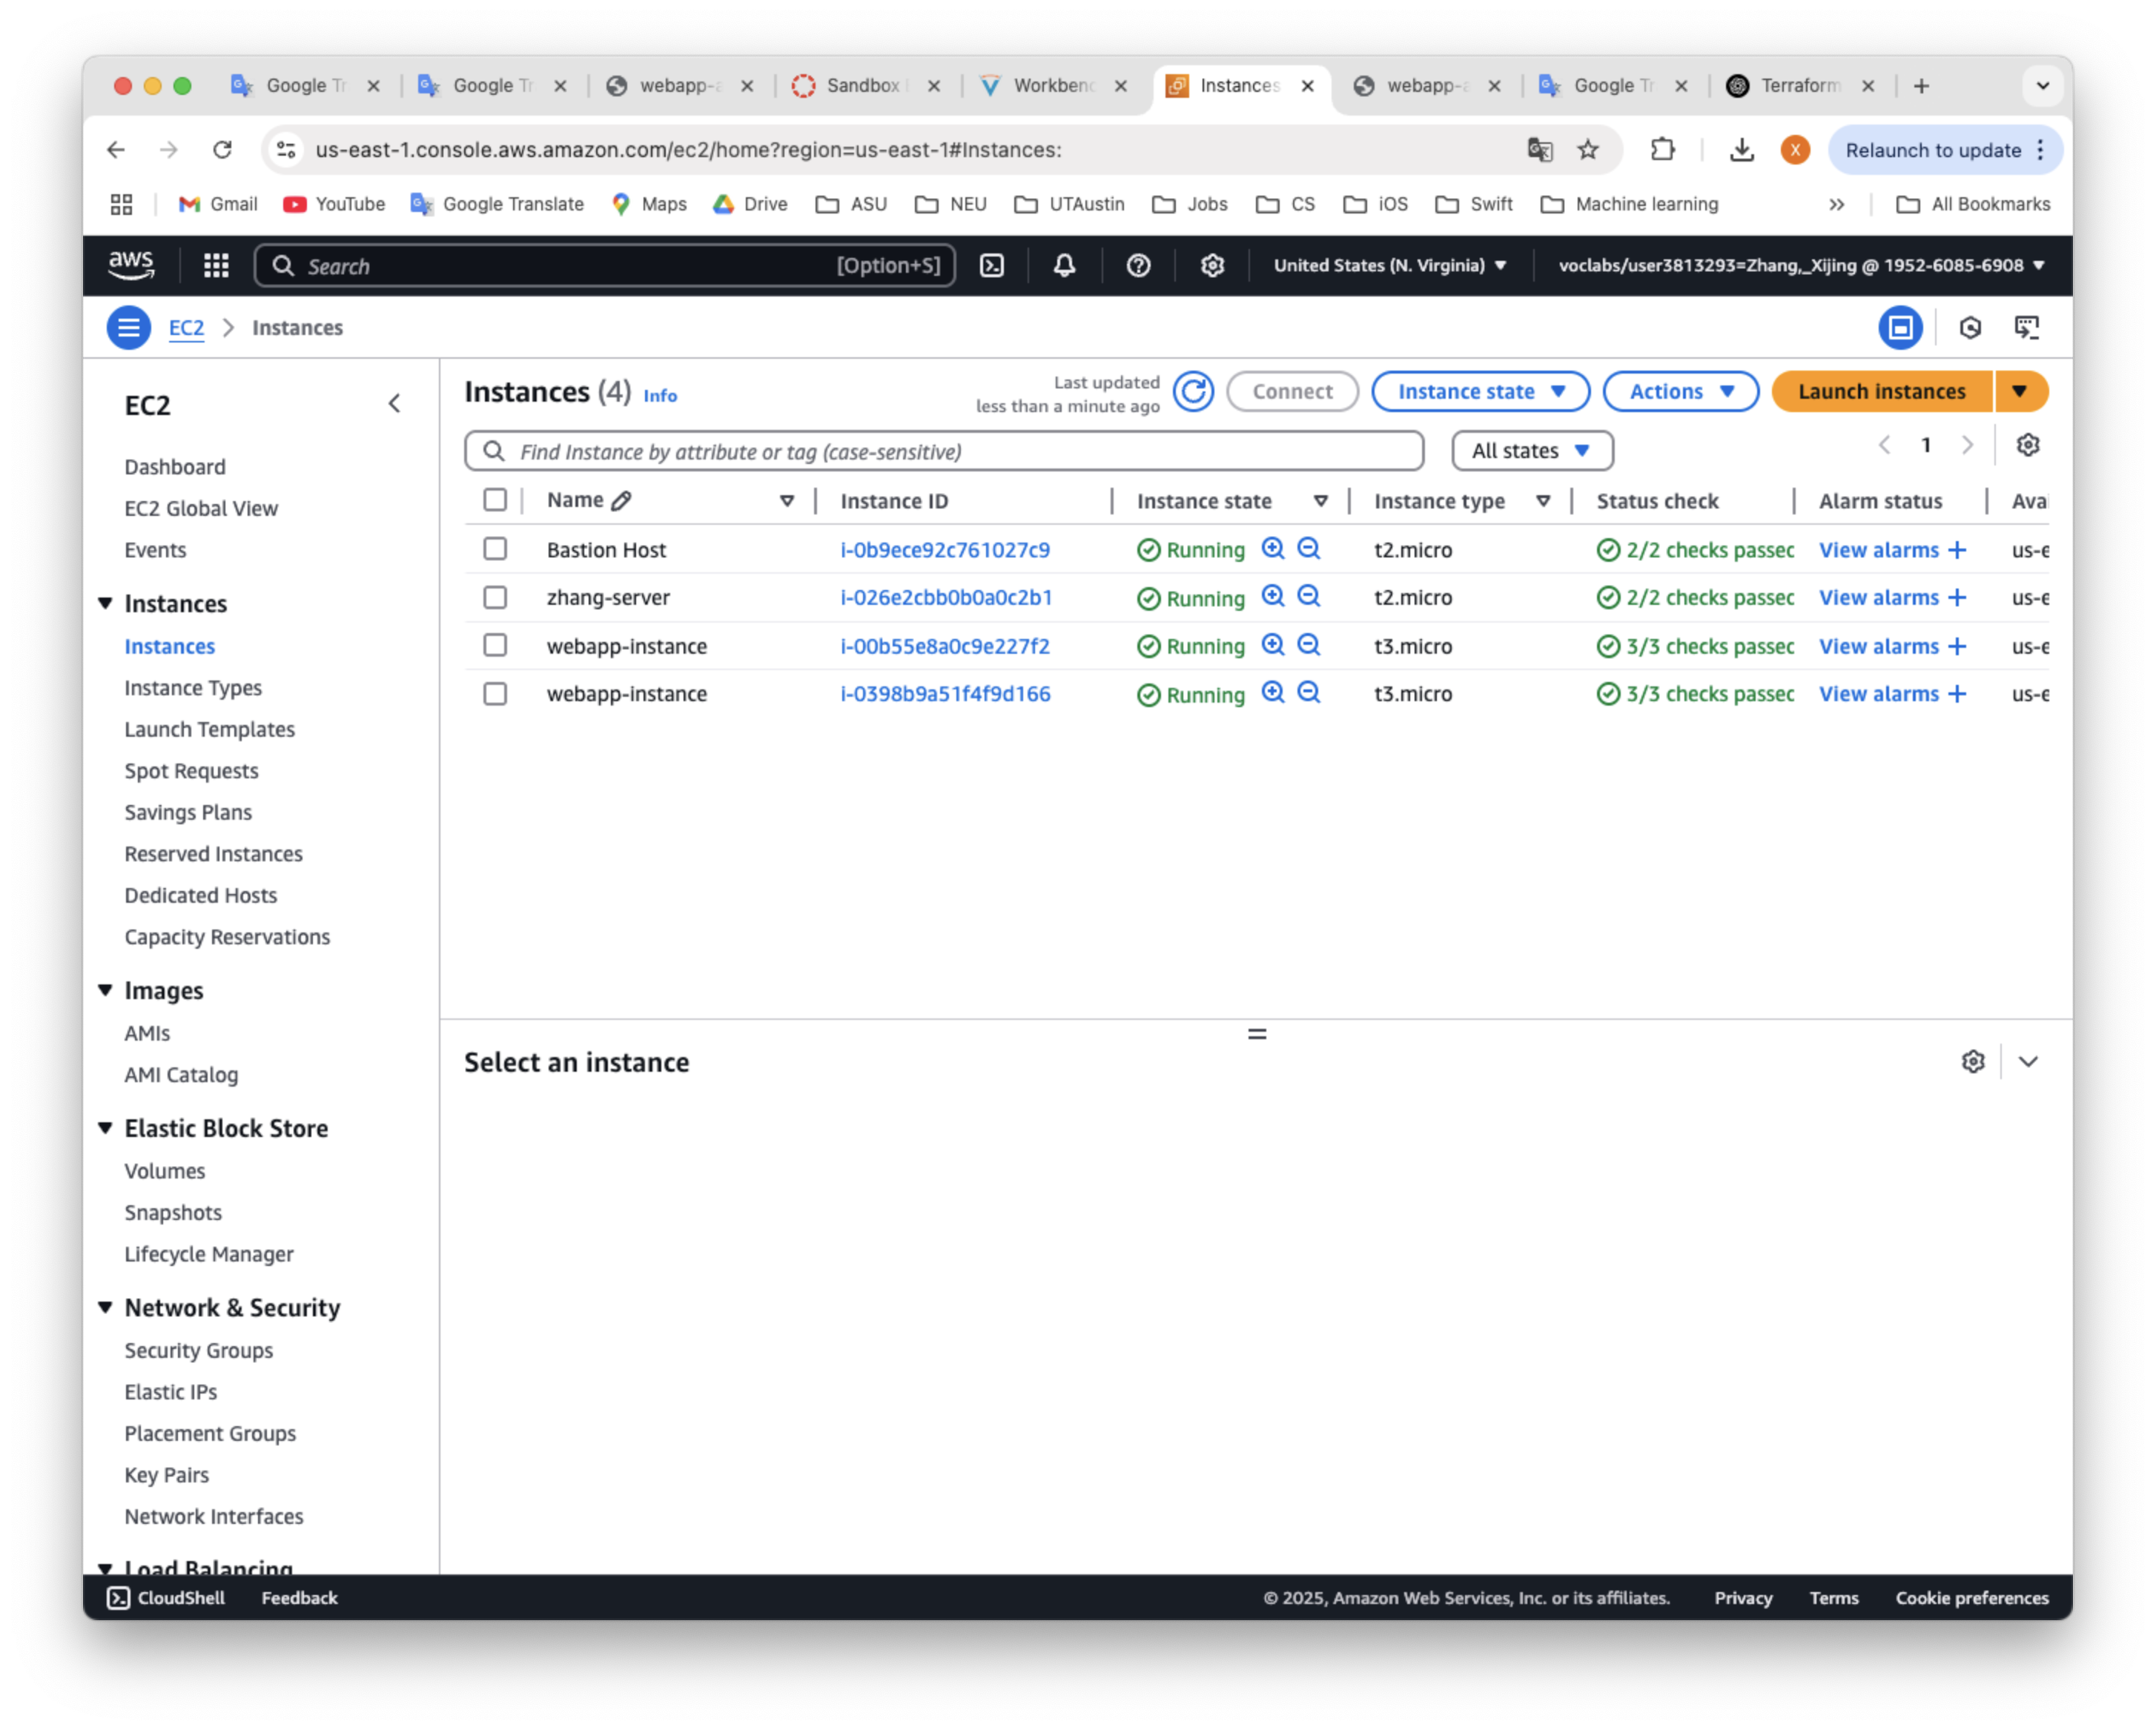 Google Tr
Google Tr
webapp-a
Sandbox
Workbenc
Instances
webapp-a
Google Tr
Terraform
us-east-1.console.aws.amazon.com/ec2/home?region=us-east-1#Instances:
X
Relaunch to update
Gmail
YouTube
Google Translate
Maps
Drive
ASU
NEU
UTAustin
Jobs
CS
iOS
Swift
Machine learning
All Bookmarks
aws
Search
[Option+S]
United States (N. Virginia)
voclabs/user3813293=Zhang,_Xijing @ 1952-6085-6908
EC2
Instances
EC2
Dashboard
EC2 Global View
Events
Instances
Instances
Instance Types
Launch Templates
Spot Requests
Savings Plans
Reserved Instances
Dedicated Hosts
Capacity Reservations
Images
AMIs
AMI Catalog
Elastic Block Store
Volumes
Snapshots
Lifecycle Manager
Network & Security
Security Groups
Elastic IPs
Placement Groups
Key Pairs
Network Interfaces
Load Balancing
Instances (4) Info
Last updated
less than a minute ago
Connect
Instance state
Actions
Launch instances
Find Instance by attribute or tag (case-sensitive)
All states
1
Name Instance ID Instance state Instance type Status check Alarm status Avai
Bastion Host i-0b9ece92c761027c9 Running t2.micro 2/2 checks passec View alarms + us-e
zhang-server i-026e2cbb0b0a0c2b1 Running t2.micro 2/2 checks passec View alarms + us-e
webapp-instance i-00b55e8a0c9e227f2 Running t3.micro 3/3 checks passec View alarms + us-e
webapp-instance i-0398b9a51f4f9d166 Running t3.micro 3/3 checks passec View alarms + us-e
Select an instance
CloudShell
Feedback
© 2025, Amazon Web Services, Inc. or its affiliates.
Privacy
Terms
Cookie preferences